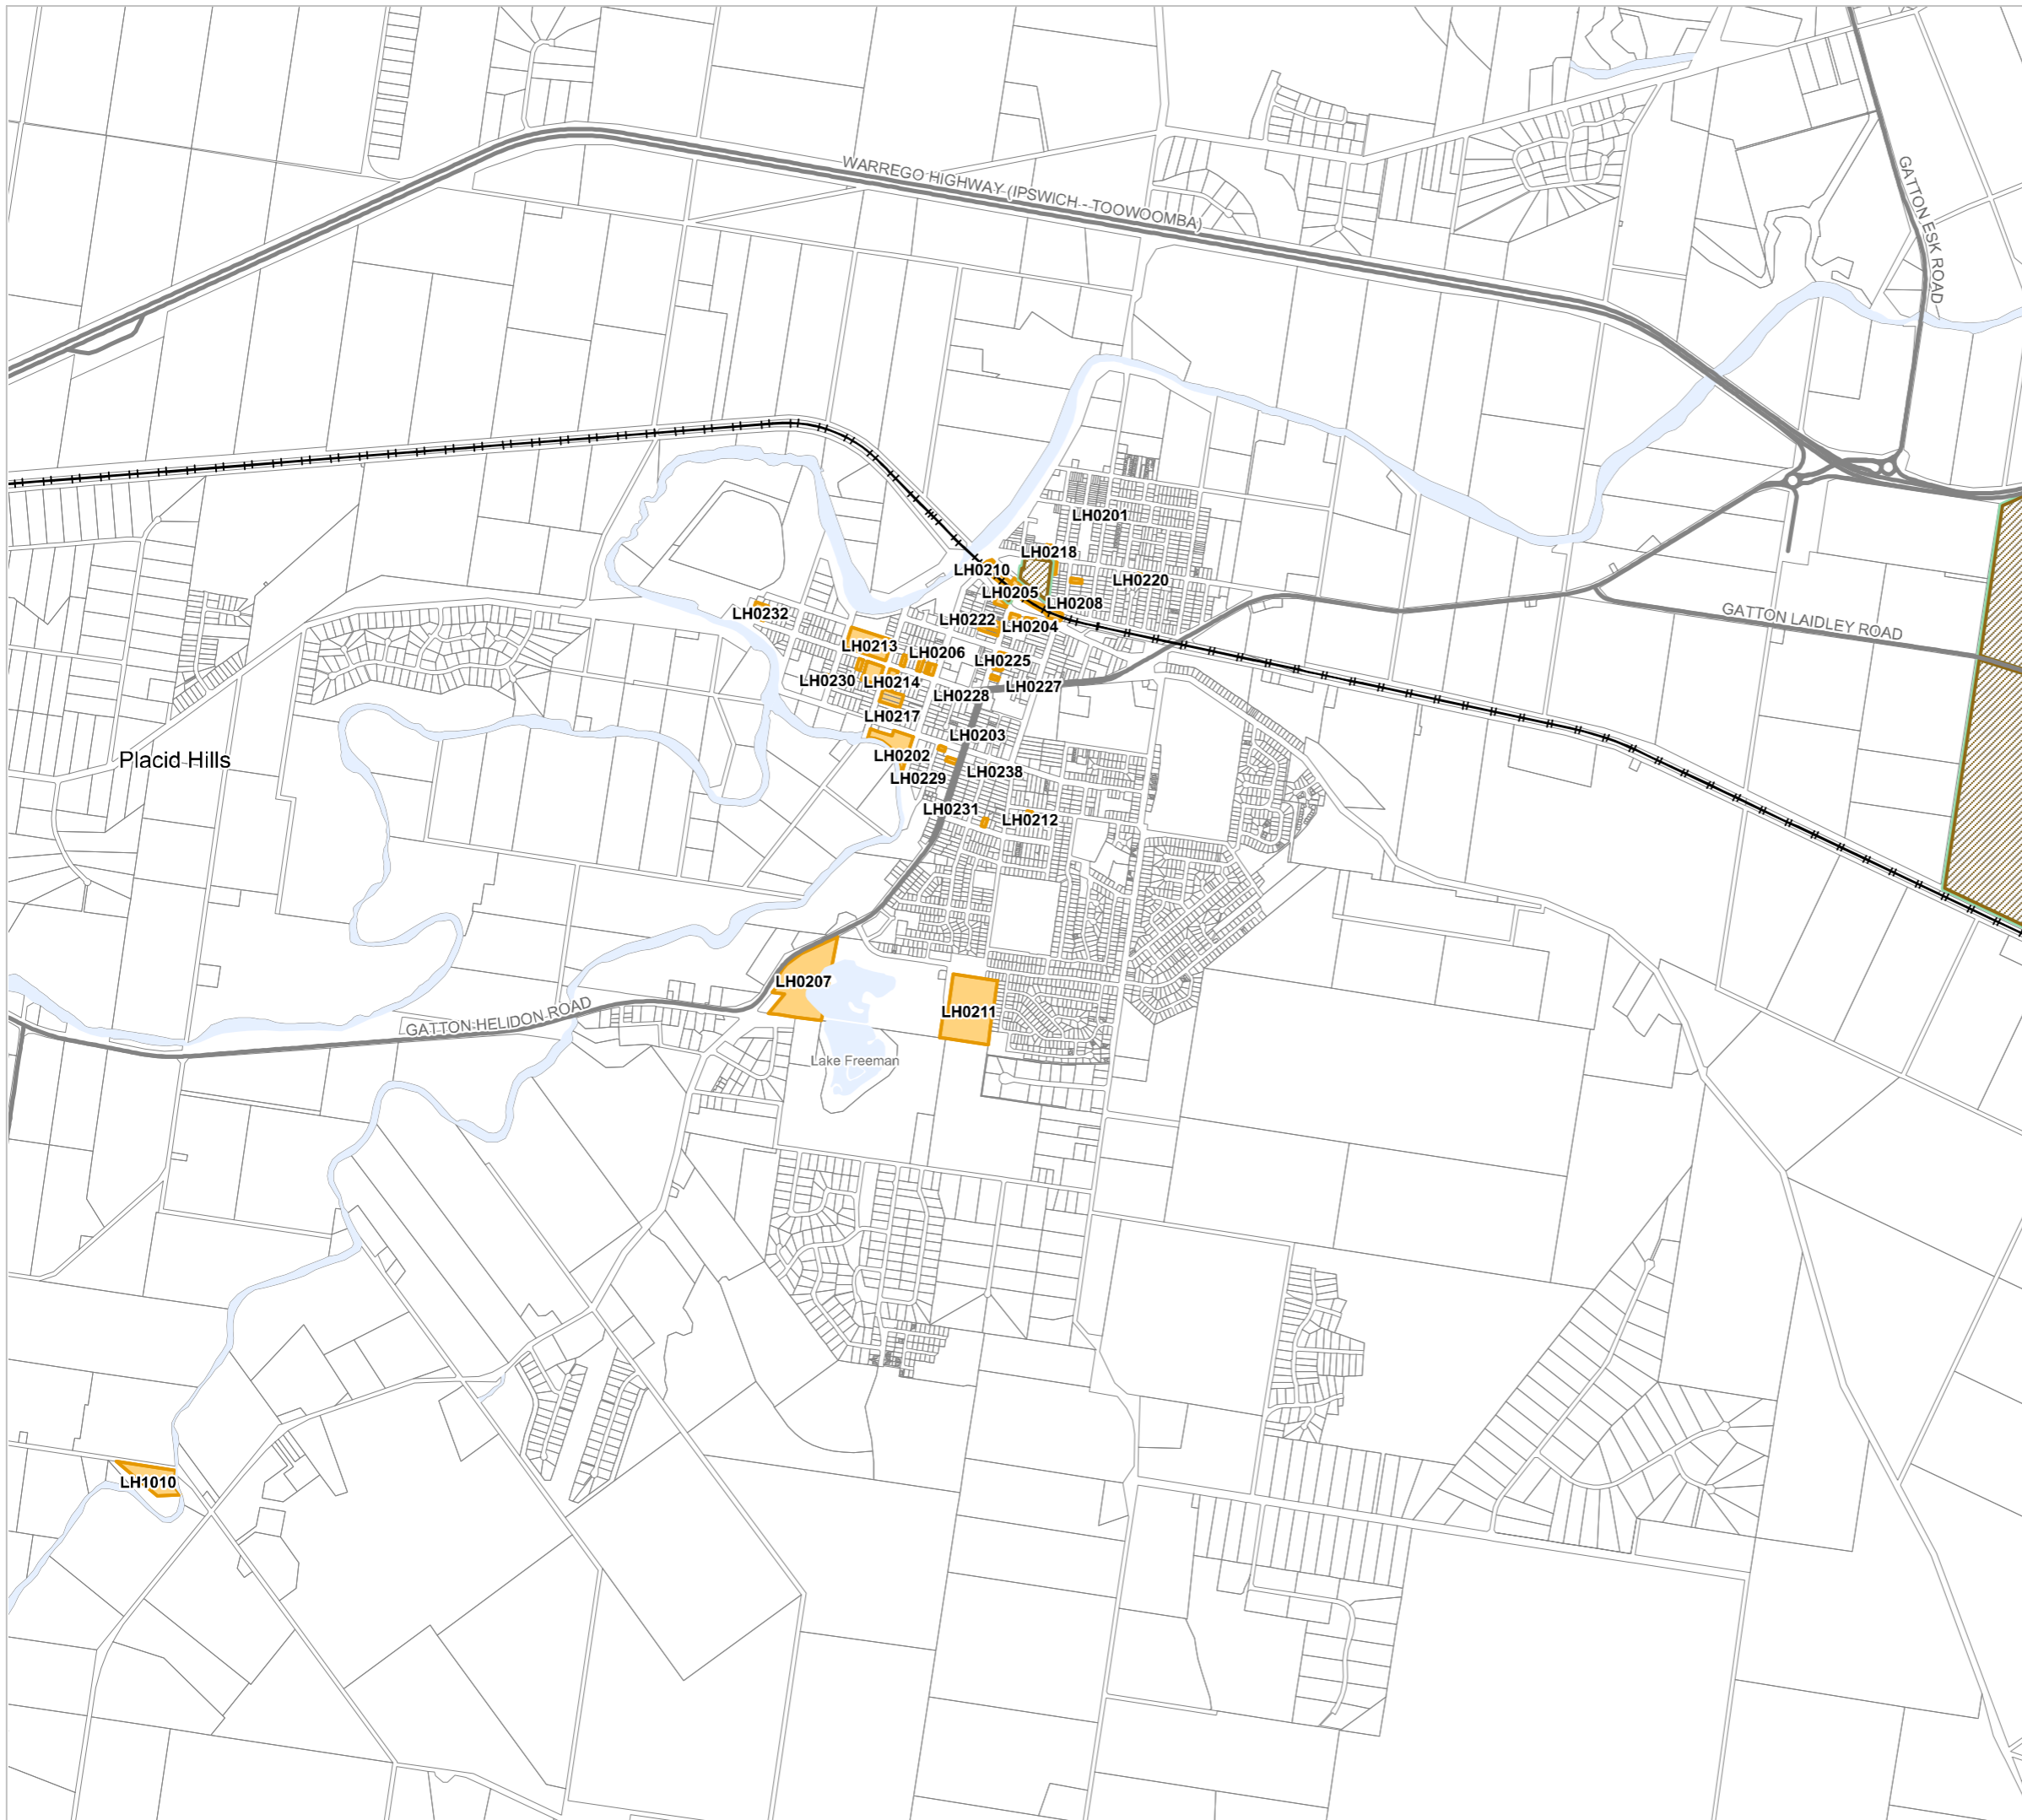 WARREGO HIGHWAY (IPSWICH - TOOWOOMBA)
GATTON ESK ROAD
LH0201
LH0218
LH0210
LH0220
LH0205
LH0208
LH0232
LH0222
LH0204
LH0213
LH0206
LH0225
GATTON LAIDLEY ROAD
LH0230
LH0214
LH0227
LH0228
LH0217
LH0203
LH0202
Placid Hills
LH0229
LH0238
LH0231
LH0212
LH0207
LH0211
GATTON HELIDON ROAD
Lake Freeman
LH1010